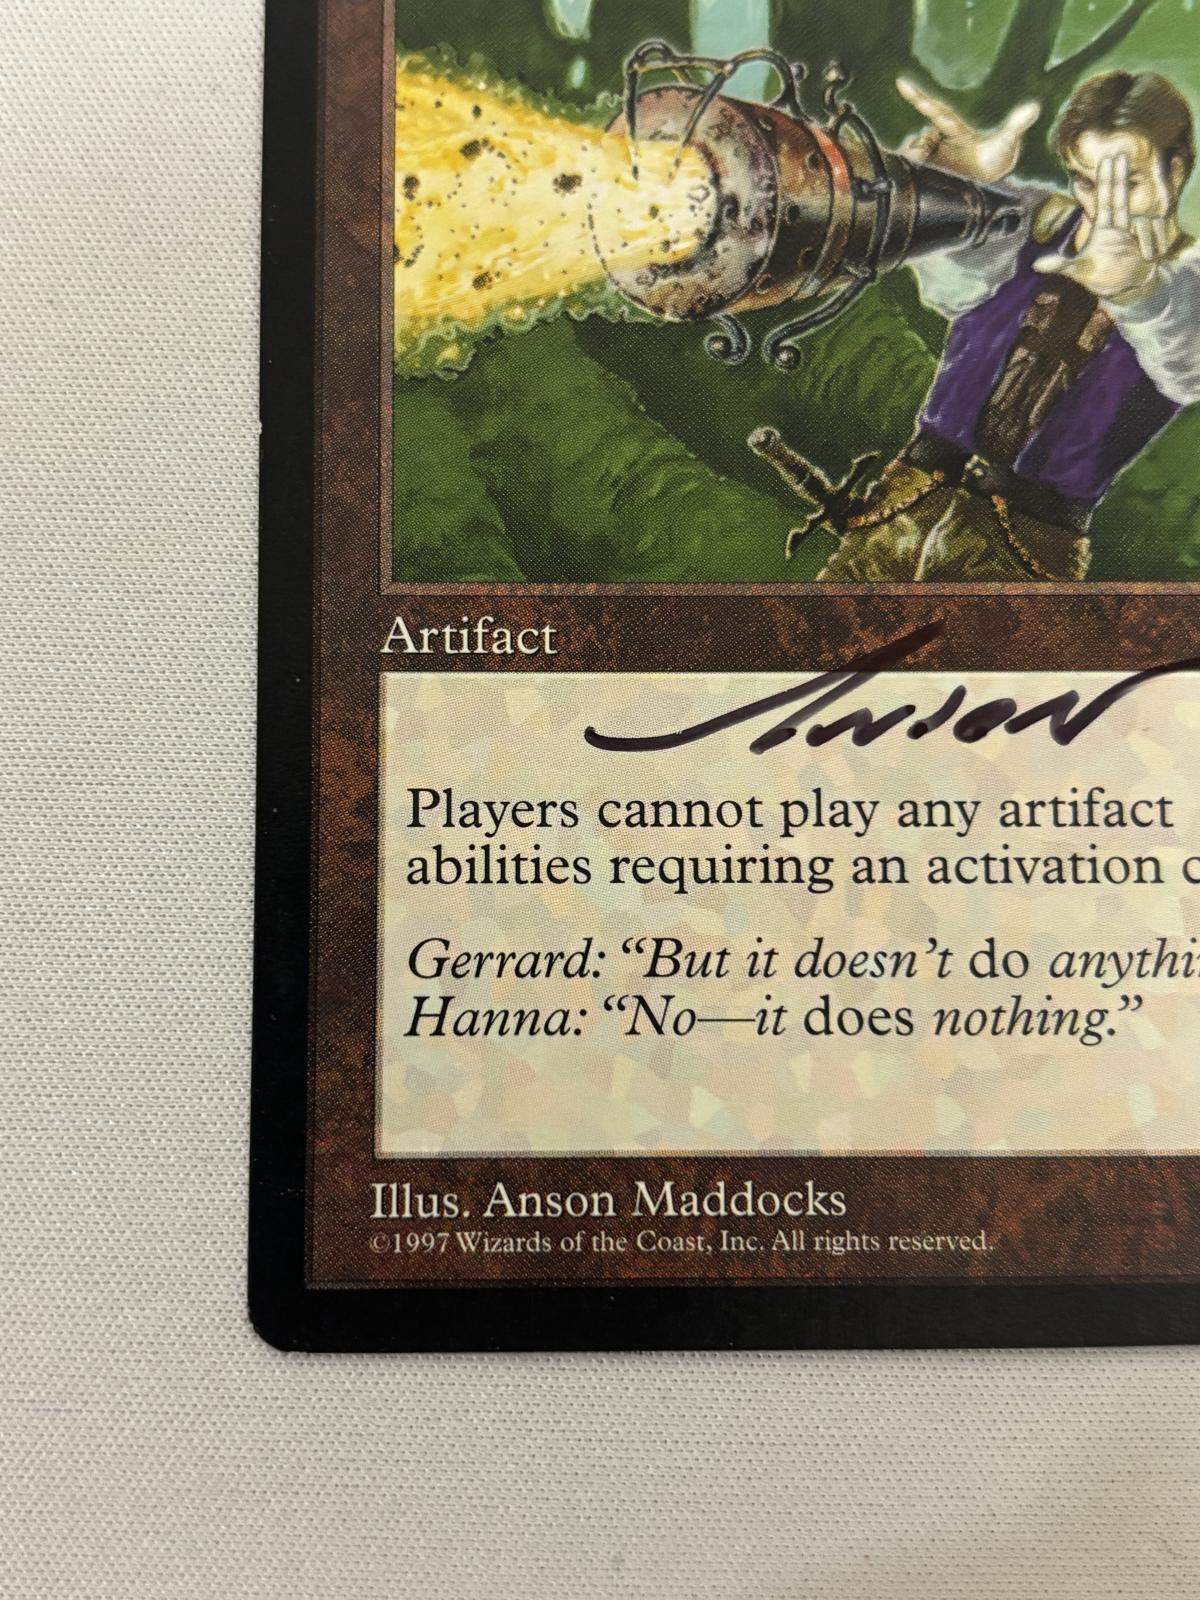 Artifact
Anson
Players cannot play any artifact
abilities requiring an activation
Gerrard: “But it doesn’t do
Hanna: “No—it does nothing.”
Illus. Anson Maddocks
©1997 Wizards of the Coast, Inc. All rights reserved.